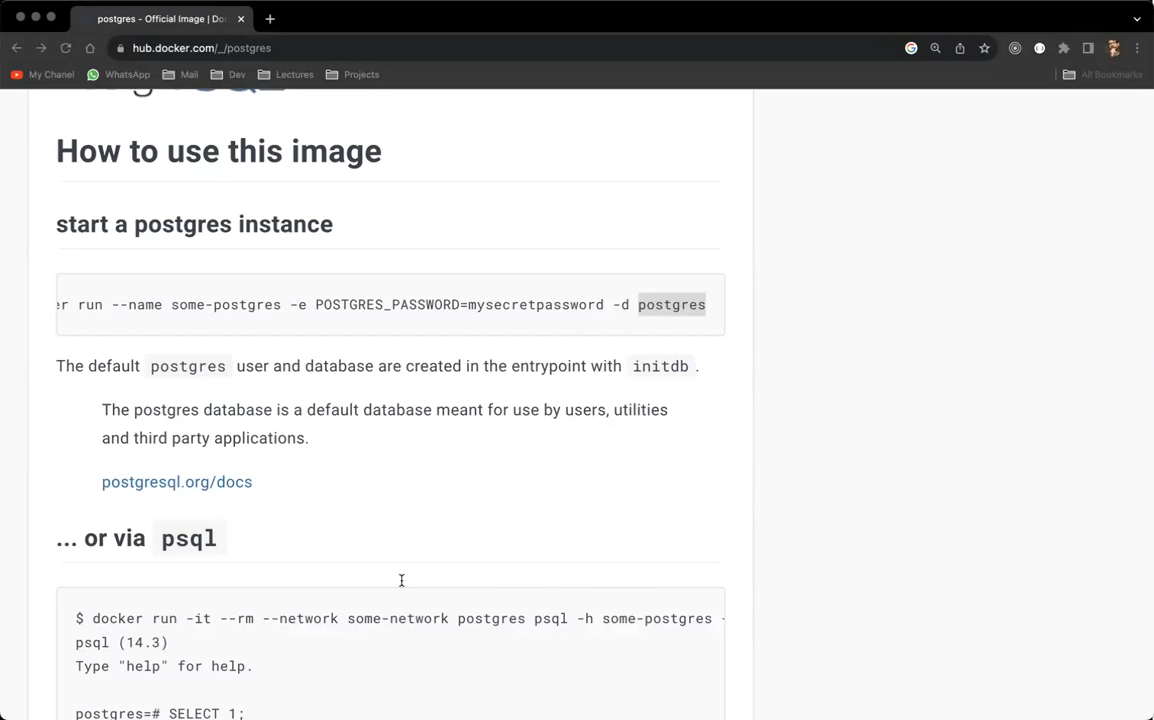 postgres - Official Image | Doc
hub.docker.com/_/postgres
My Chanel
WhatsApp
Mail
Dev
Lectures
Projects
All Bookmarks
How to use this image
start a postgres instance
er run --name some-postgres -e POSTGRES_PASSWORD=mysecretpassword -d postgres
The default postgres user and database are created in the entrypoint with initdb.
The postgres database is a default database meant for use by users, utilities
and third party applications.
postgresql.org/docs
... or via psql
$ docker run -it --rm --network some-network postgres psql -h some-postgres -
psql (14.3)
Type "help" for help.
postgres=# SELECT 1;